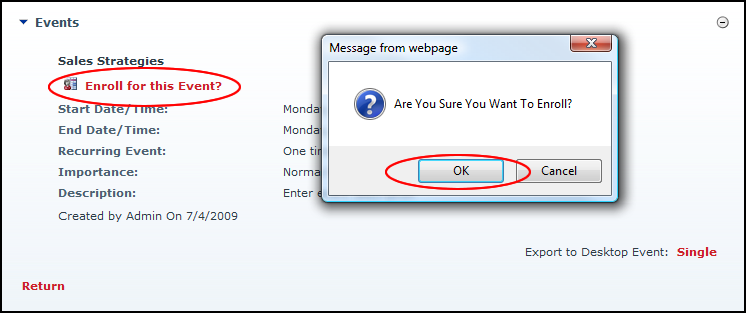 Events
Sales Strategies
Enroll for this Event?
Start Date/Time: Monday
End Date/Time: Monday
Recurring Event: One tim
Importance: Norma
Description: Enter
Created by Admin On 7/4/2009
Message from webpage
Are You Sure You Want To Enroll?
OK Cancel
Export to Desktop Event: Single
Return